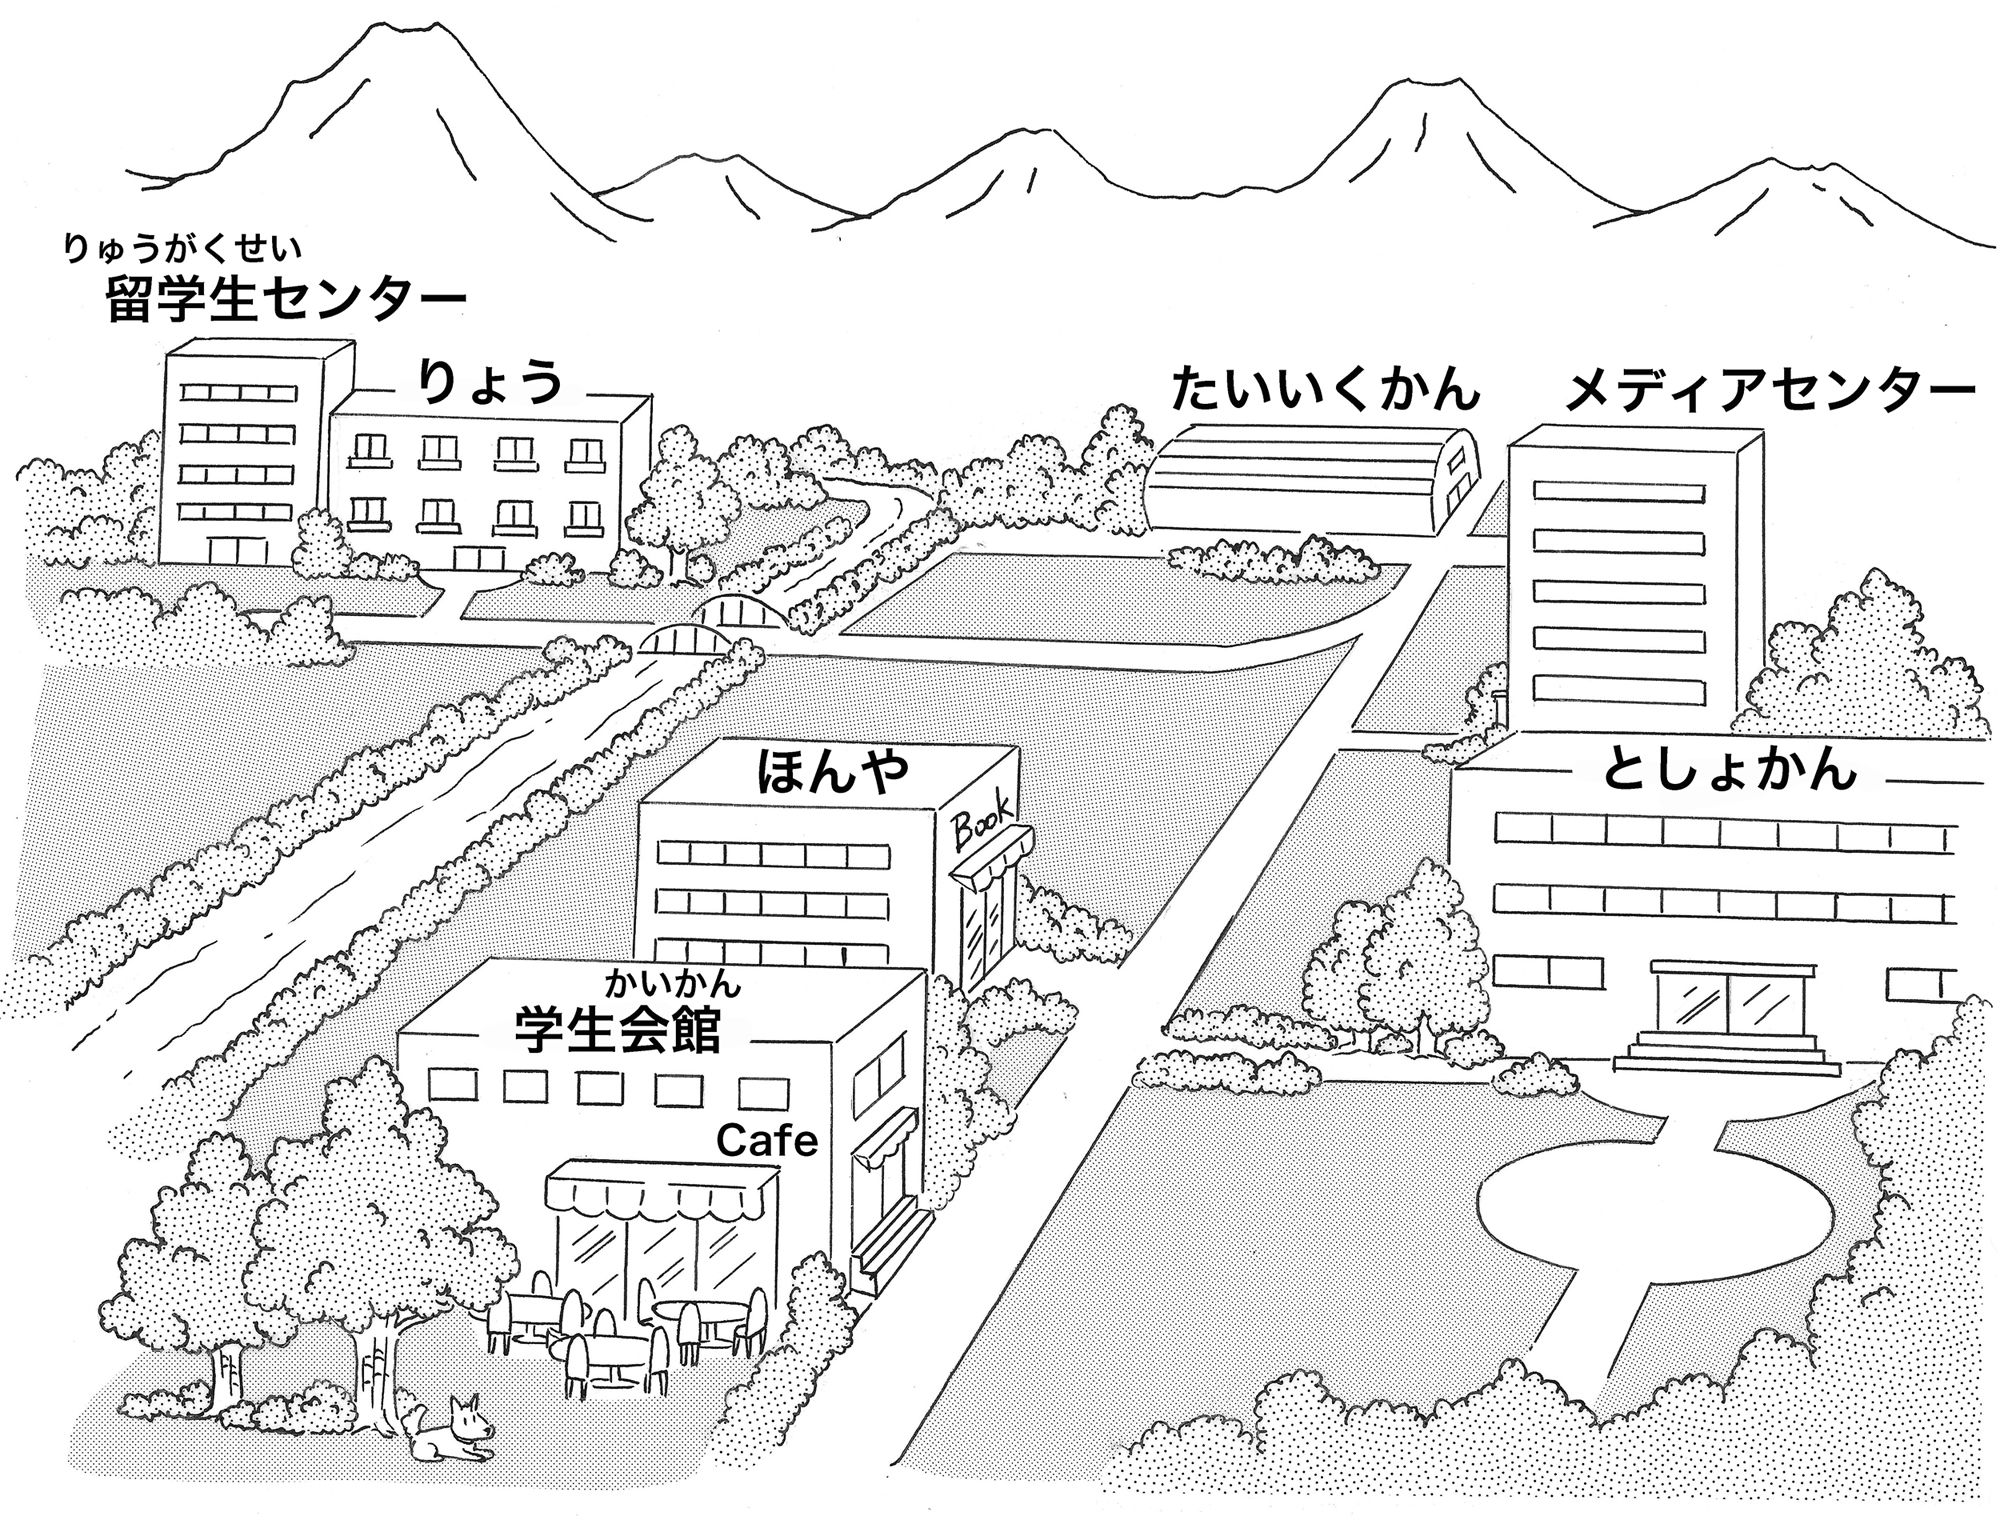 りゅうがくせい
留学生センター
りょう
たいいくかん
メディアセンター
ほんや
Book
としょかん
かいかん
学生会館
Cafe